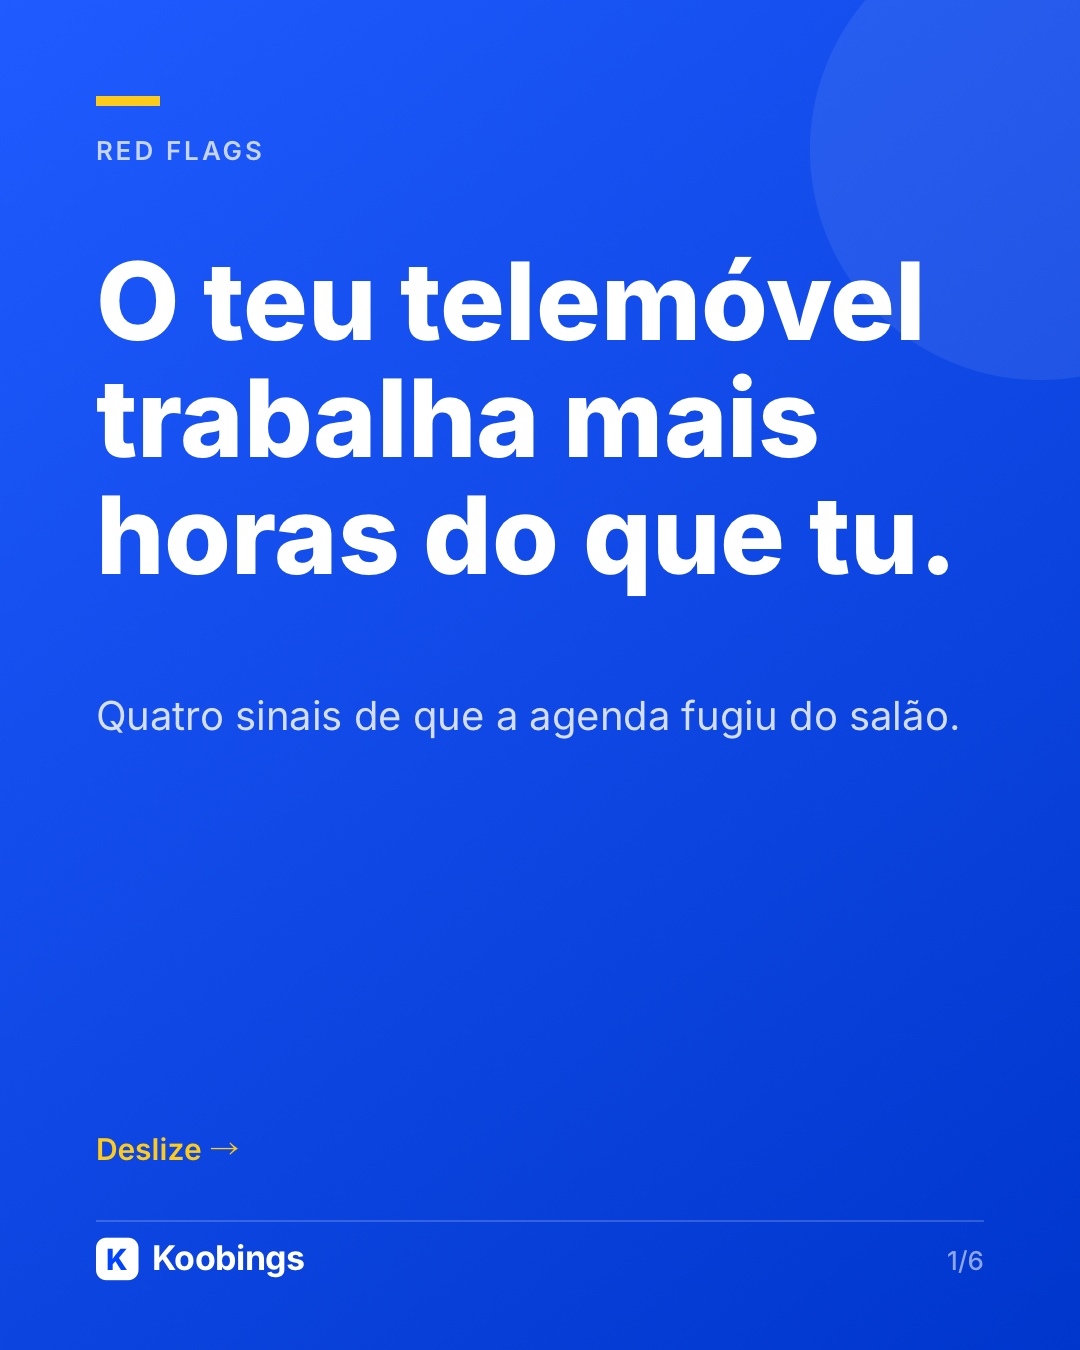 RED FLAGS
O teu telemóvel
trabalha mais
horas do que tu.
Quatro sinais de que a agenda fugiu do salão.
Deslize →
K Koobings
1/6